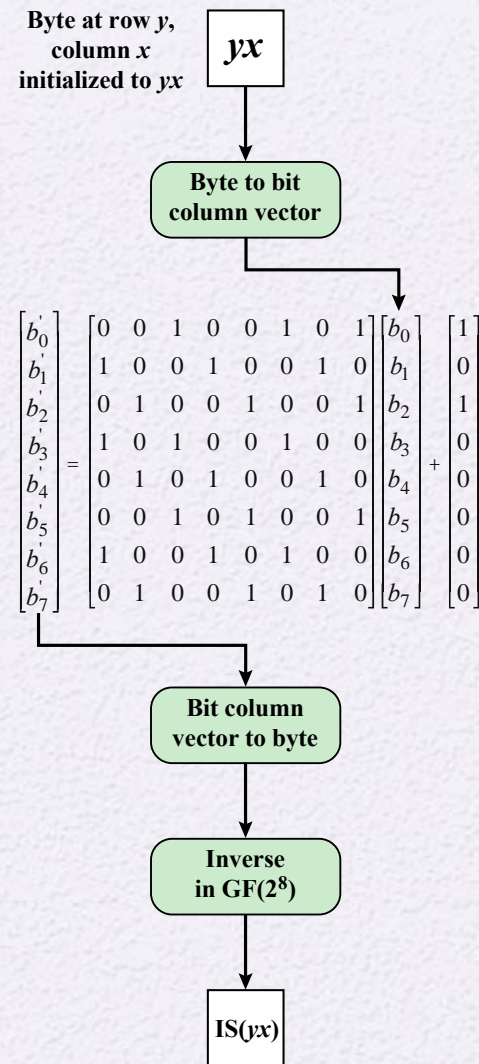 Byte at row y,
column x
initialized to yx
yx
Byte to bit
column vector
b'0 0 0 1 0 0 1 0 1 b0 1
b'1 1 0 0 1 0 0 1 0 b1 0
b'2 0 1 0 0 1 0 0 1 b2 1
b'3 1 0 1 0 0 1 0 0 b3 0
b'4 = 0 1 0 1 0 0 1 0 b4 + 0
b'5 0 0 1 0 1 0 0 1 b5 0
b'6 1 0 0 1 0 1 0 0 b6 0
b'7 0 1 0 0 1 0 1 0 b7 0
Bit column
vector to byte
Inverse
in GF(2⁸)
IS(yx)